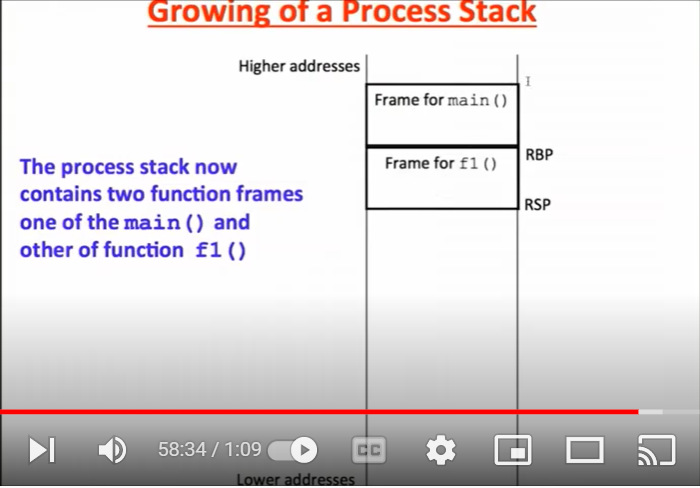 Growing of a Process Stack
Higher addresses
Frame for main()
RBP
The process stack now
contains two function frames
one of the main() and
other of function f1()
Frame for f1()
RSP
58:34 / 1:09
CC
Lower addresses